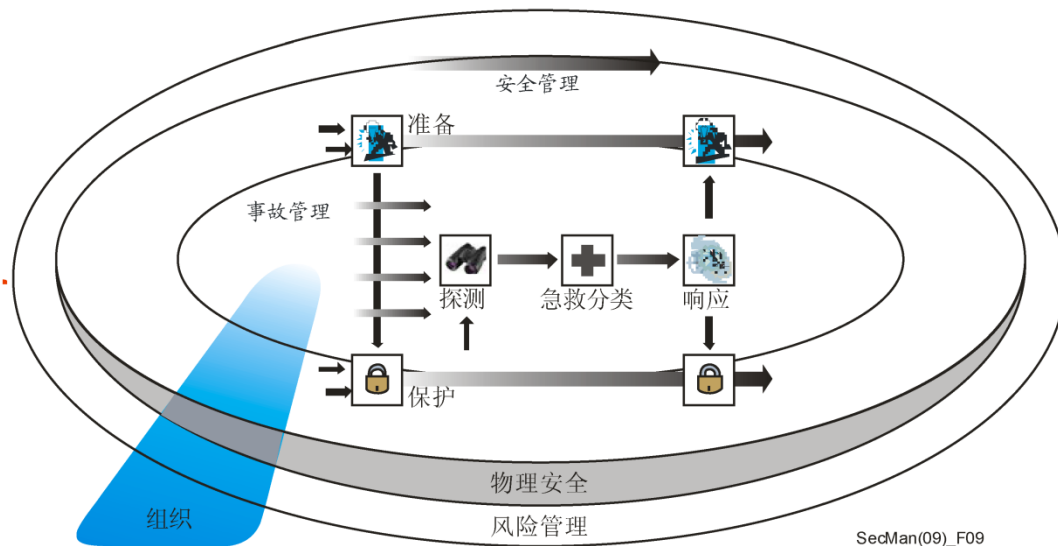 安全管理
准备
事故管理
探测
急救分类
响应
保护
物理安全
组织
风险管理
SecMan(09)_F09